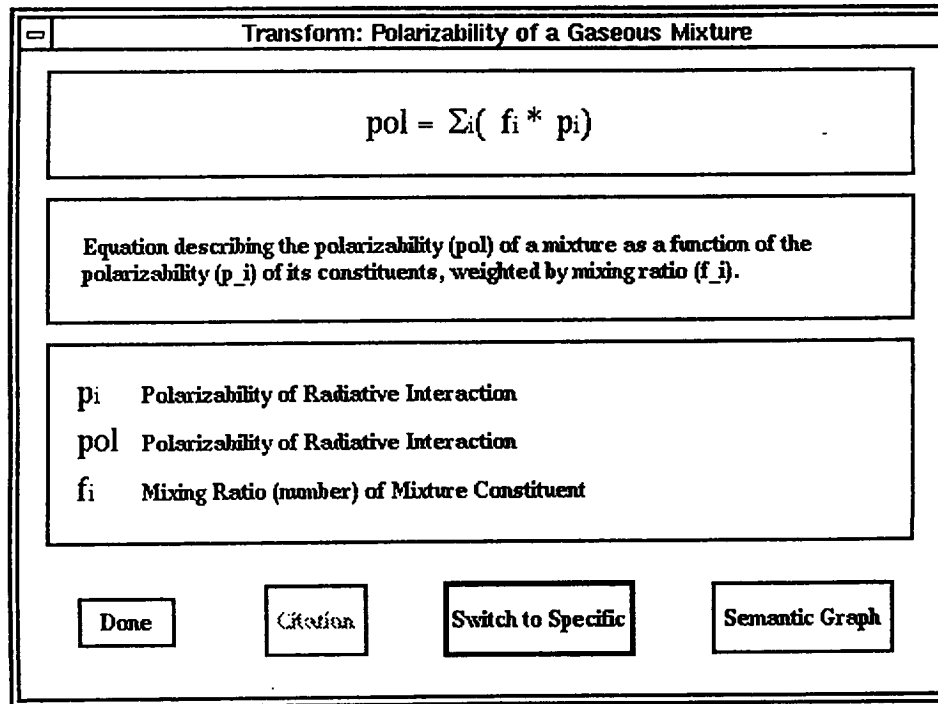 Transform: Polarizability of a Gaseous Mixture
pol = Σi( fi * pi)
Equation describing the polarizability (pol) of a mixture as a function of the
polarizability (p_i) of its constituents, weighted by mixing ratio (f_i).
pi Polarizability of Radiative Interaction
pol Polarizability of Radiative Interaction
fi Mixing Ratio (number) of Mixture Constituent
Done Citation Switch to Specific Semantic Graph